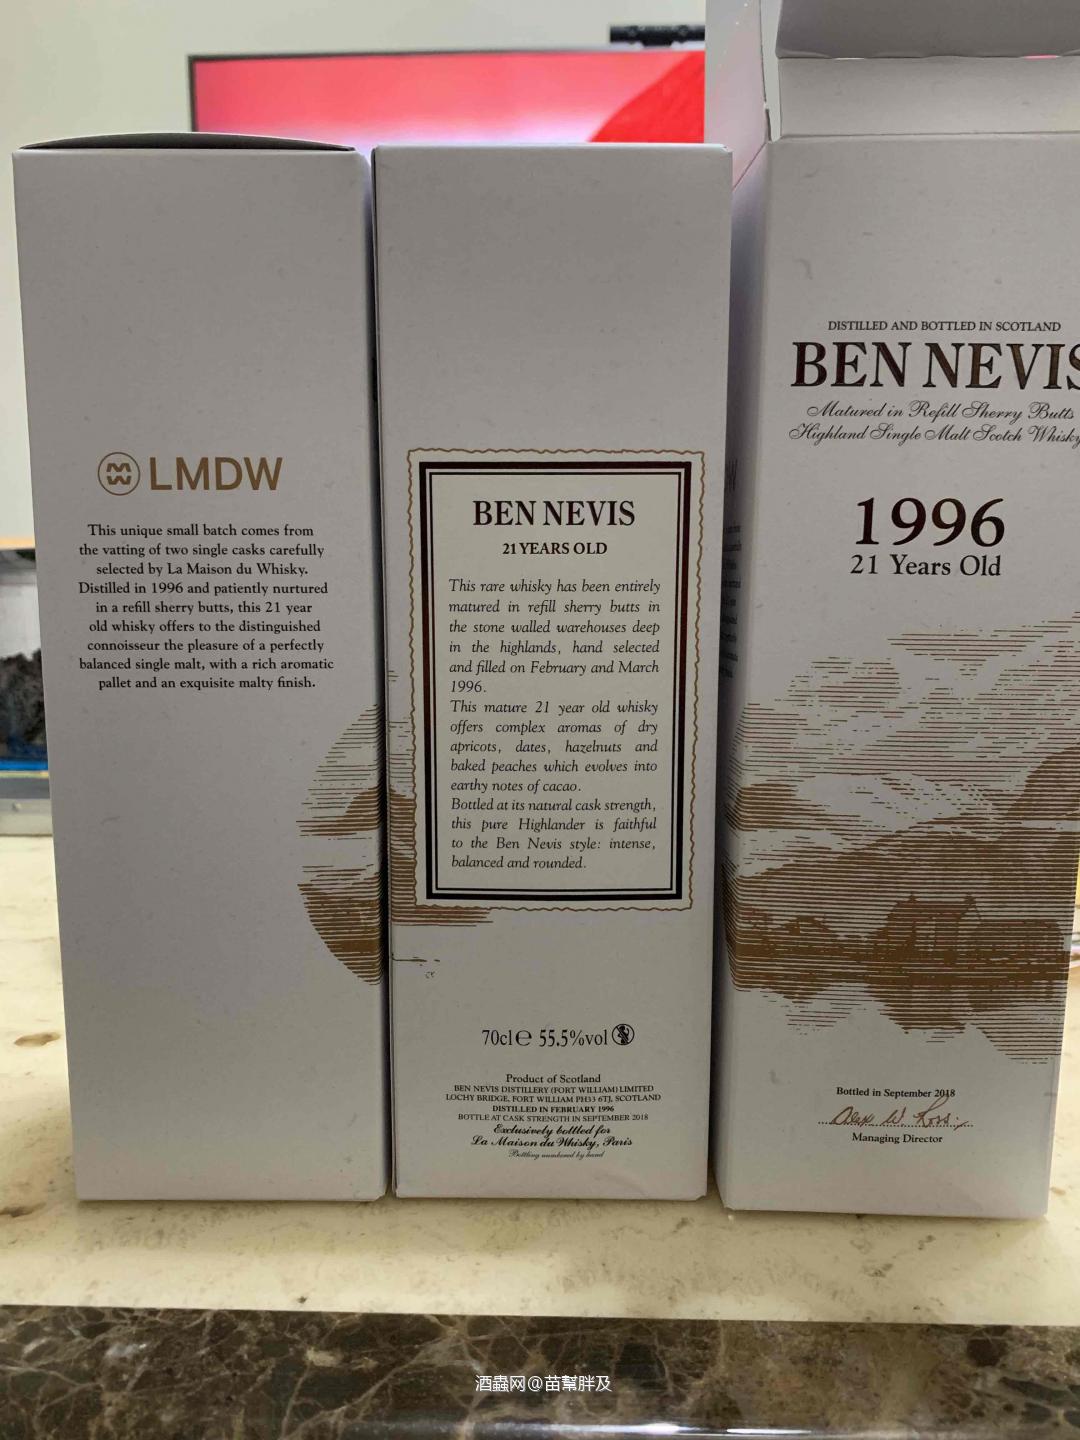 LMDW
This unique small batch comes from
the vatting of two single casks carefully
selected by La Maison du Whisky.
Distilled in 1996 and patiently nurtured
in a refill sherry butts, this 21 year
old whisky offers to the distinguished
connoisseur the pleasure of a perfectly
balanced single malt, with a rich aromatic
pallet and an exquisite malty finish.
BEN NEVIS
21 YEARS OLD
This rare whisky has been entirely
matured in refill sherry butts in
the stone walled warehouses deep
in the highlands, hand selected
and filled on February and March
1996.
This mature 21 year old whisky
offers complex aromas of dry
apricots, dates, hazelnuts and
baked peaches which evolves into
earthy notes of cacao.
Bottled at its natural cask strength,
this pure Highlander is faithful
to the Ben Nevis style: intense,
balanced and rounded.
70cl e 55.5%vol
Product of Scotland
BEN NEVIS DISTILLERY (FORT WILLIAM) LIMITED
LOCHY BRIDGE, FORT WILLIAM PH33 6TJ, SCOTLAND
DISTILLED IN FEBRUARY 1996
BOTTLE AT CASK STRENGTH IN SEPTEMBER 2018
Exclusively bottled for
La Maison du Whisky, Paris
Bottling numbered by hand
DISTILLED AND BOTTLED IN SCOTLAND
BEN NEVIS
Matured in Refill Sherry Butts
Highland Single Malt Scotch Whisky
1996
21 Years Old
Bottled in September 2018
Alex W. Ross
Managing Director
酒蟲网@苗幫胖及